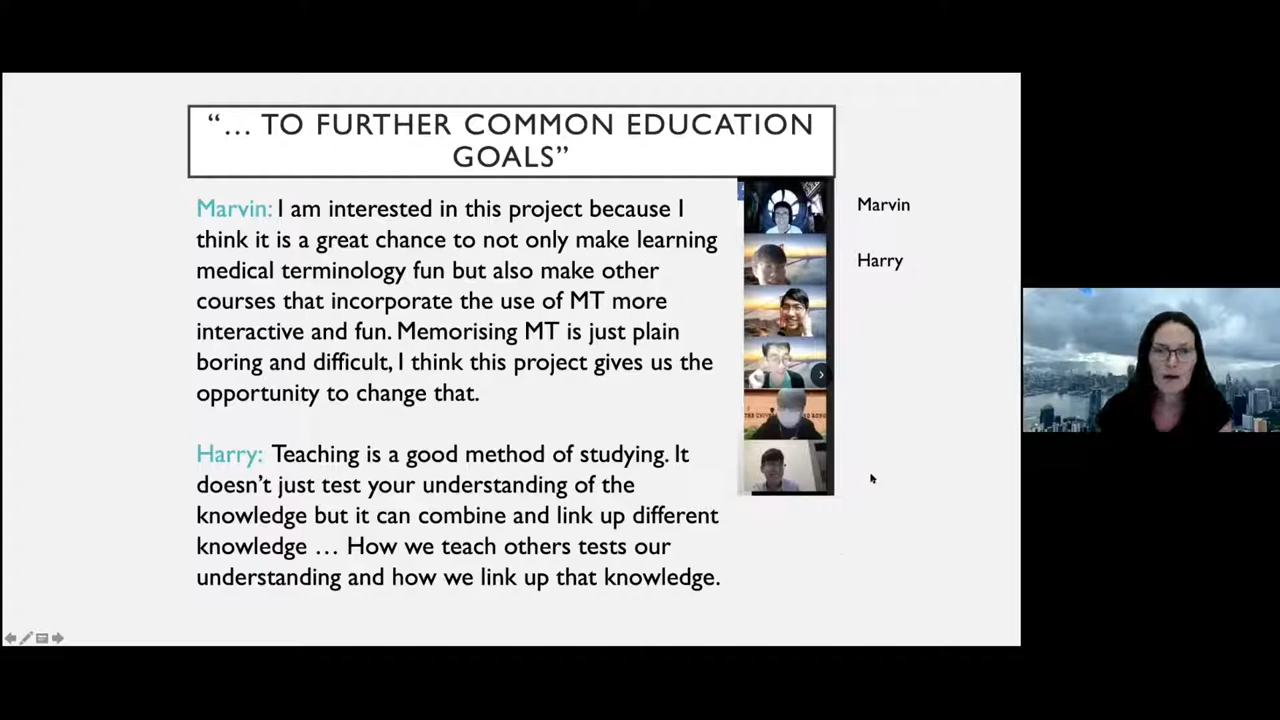 “... TO FURTHER COMMON EDUCATION
GOALS”
Marvin: I am interested in this project because I
think it is a great chance to not only make learning
medical terminology fun but also make other
courses that incorporate the use of MT more
interactive and fun. Memorising MT is just plain
boring and difficult, I think this project gives us the
opportunity to change that.
Harry: Teaching is a good method of studying. It
doesn’t just test your understanding of the
knowledge but it can combine and link up different
knowledge … How we teach others tests our
understanding and how we link up that knowledge.
Marvin
Harry